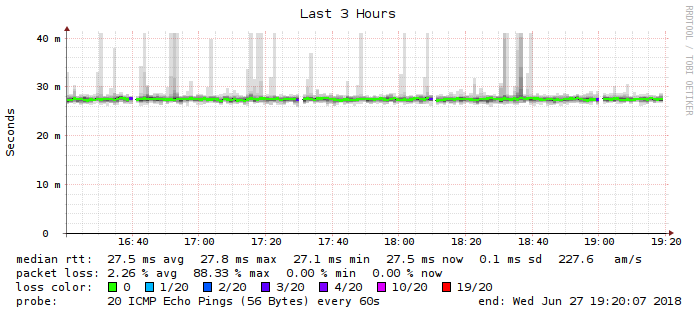 Last 3 Hours
RRDTOOL / TOBI OETIKER
Seconds
40 m
30 m
20 m
10 m
0
16:40 17:00 17:20 17:40 18:00 18:20 18:40 19:00 19:20
median rtt: 27.5 ms avg 27.8 ms max 27.1 ms min 27.5 ms now 0.1 ms sd 227.6 am/s
packet loss: 2.26 % avg 88.33 % max 0.00 % min 0.00 % now
loss color: 0 1/20 2/20 3/20 4/20 10/20 19/20
probe: 20 ICMP Echo Pings (56 Bytes) every 60s end: Wed Jun 27 19:20:07 2018